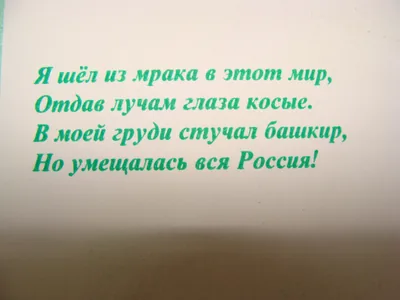 Я шёл из мрака в этот мир,
Отдав лучам глаза косые.
В моей груди стучал башкир,
Но умещалась вся Россия!